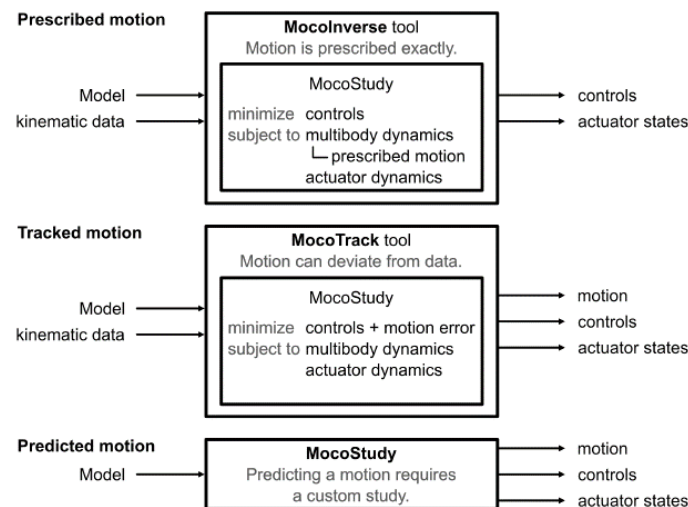 Prescribed motion
MocoInverse tool
Motion is prescribed exactly.
MocoStudy
Model
kinematic data
minimize controls
subject to multibody dynamics
prescribed motion
actuator dynamics
controls
actuator states
Tracked motion
MocoTrack tool
Motion can deviate from data.
MocoStudy
Model
kinematic data
minimize controls + motion error
subject to multibody dynamics
actuator dynamics
motion
controls
actuator states
Predicted motion
MocoStudy
Model
Predicting a motion requires
a custom study.
motion
controls
actuator states